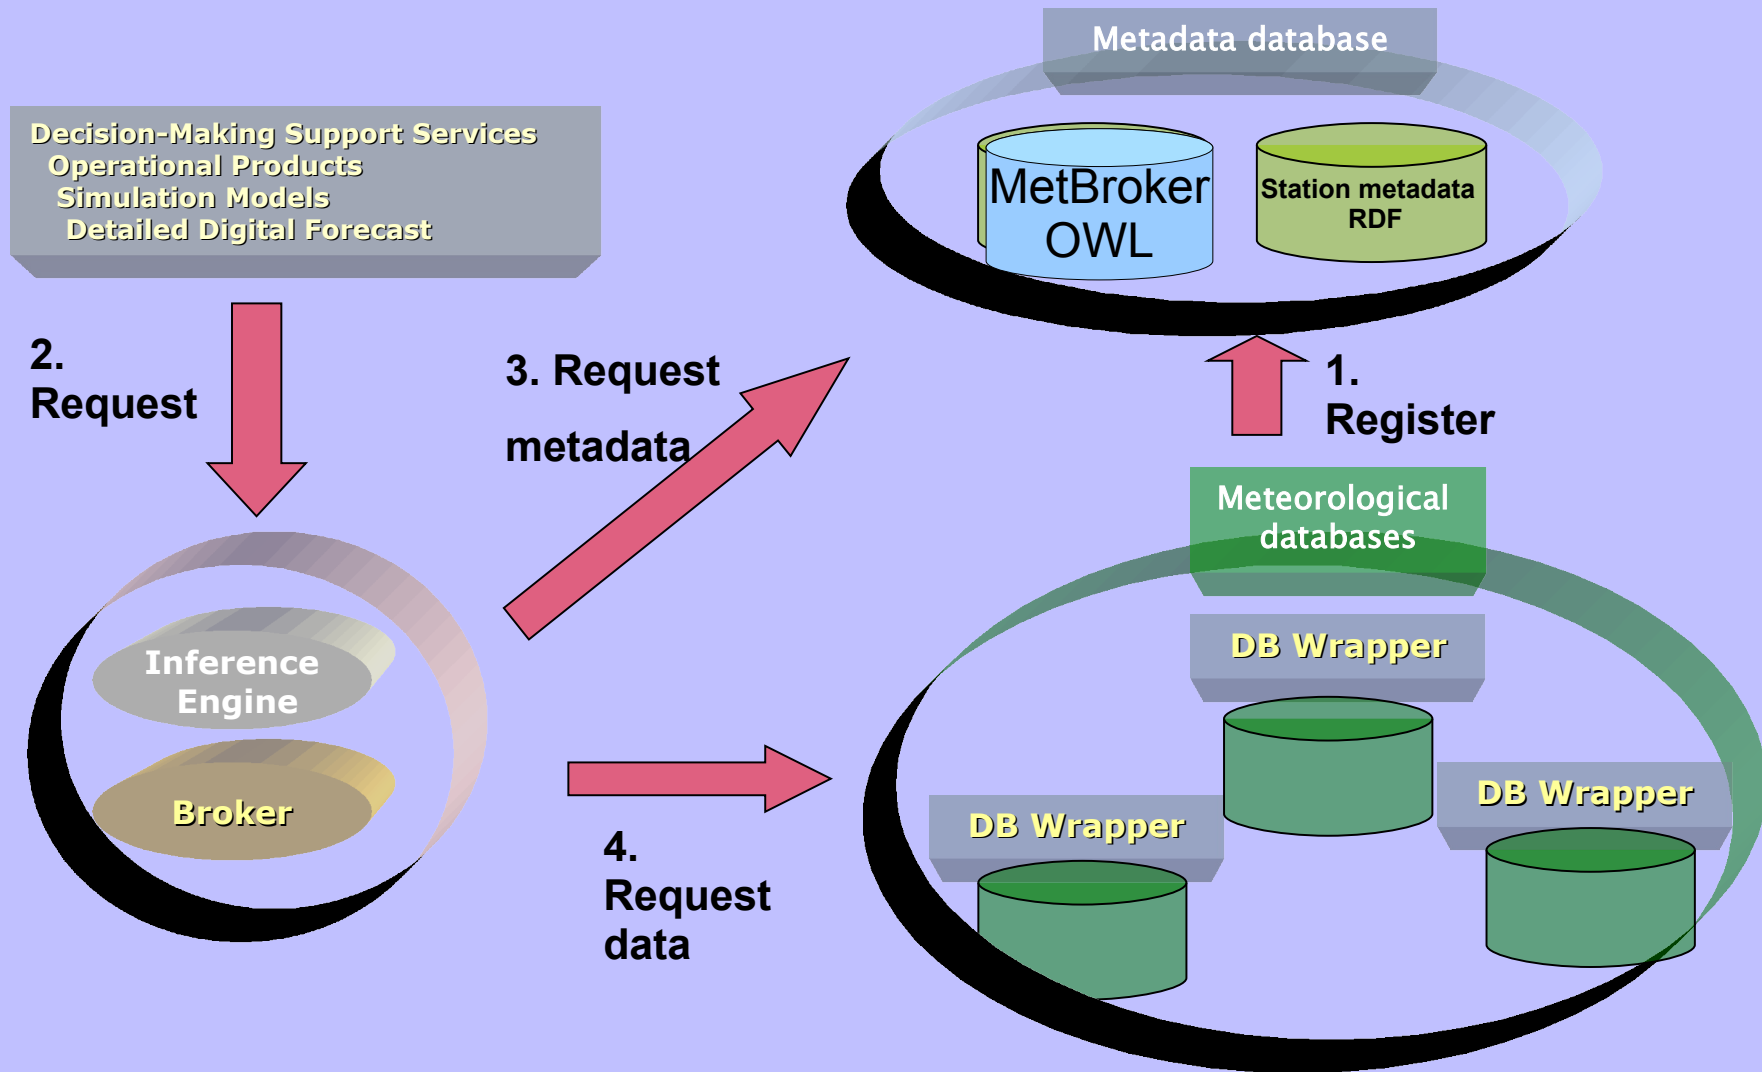 Metadata database
Decision-Making Support Services
Operational Products
Simulation Models
Detailed Digital Forecast
MetBroker
OWL
Station metadata
RDF
2.
Request
3. Request
metadata
1.
Register
Meteorological
databases
Inference
Engine
Broker
DB Wrapper
DB Wrapper
DB Wrapper
4.
Request
data